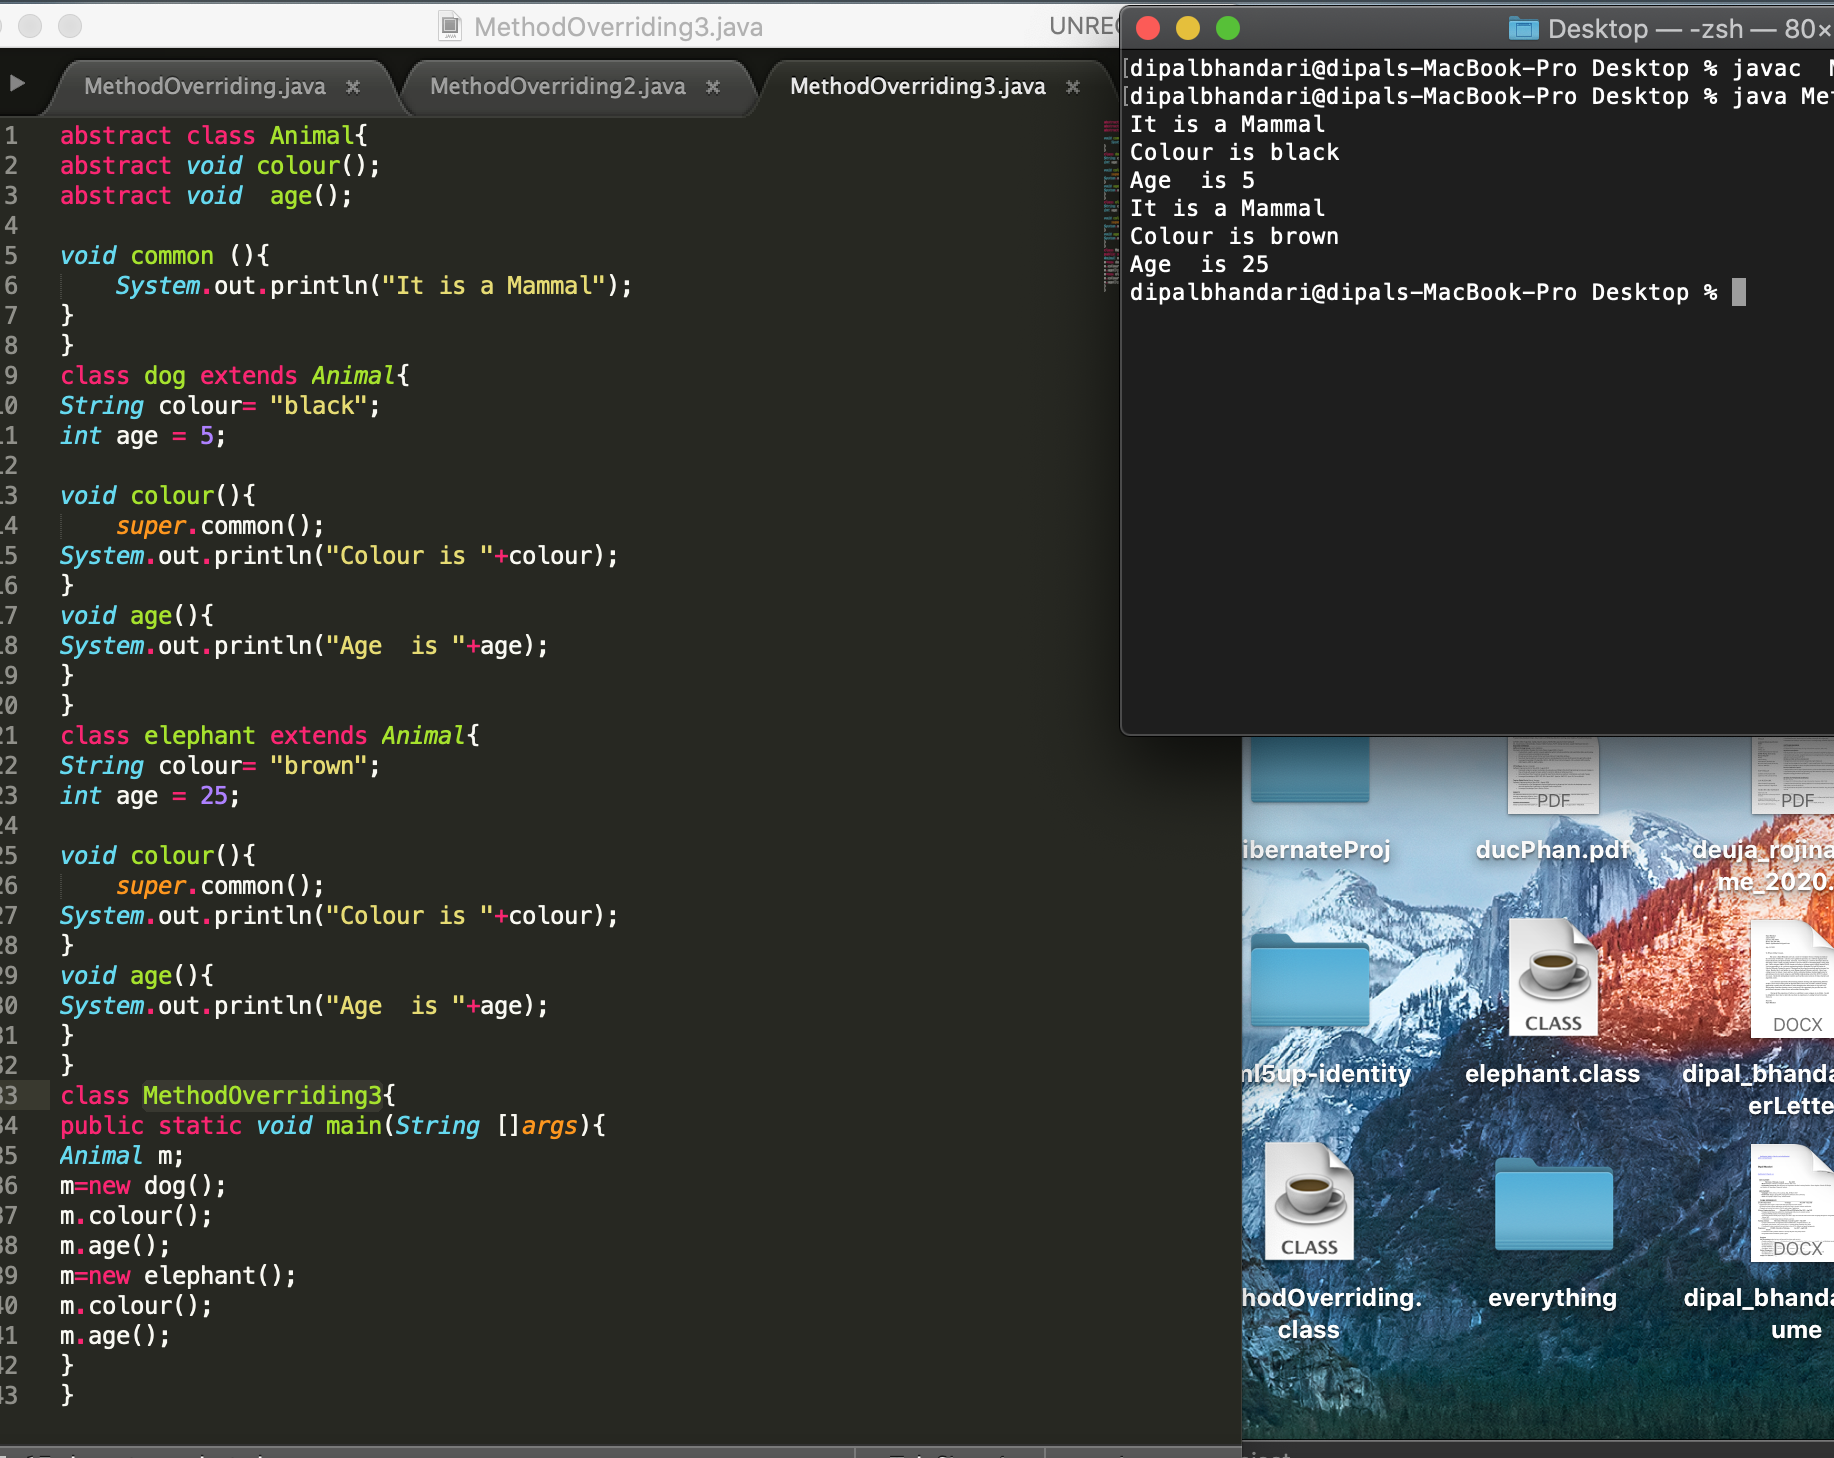 MethodOverriding3.java
MethodOverriding.java
MethodOverriding2.java
MethodOverriding3.java
1 abstract class Animal{
2 abstract void colour();
3 abstract void  age();
4
5 void common (){
6     System.out.println("It is a Mammal");
7 }
8 }
9 class dog extends Animal{
10 String colour= "black";
11 int age = 5;
12
13 void colour(){
14     super.common();
15 System.out.println("Colour is "+colour);
16 }
17 void age(){
18 System.out.println("Age  is "+age);
19 }
20 }
21 class elephant extends Animal{
22 String colour= "brown";
23 int age = 25;
24
25 void colour(){
26     super.common();
27 System.out.println("Colour is "+colour);
28 }
29 void age(){
30 System.out.println("Age  is "+age);
31 }
32 }
33 class MethodOverriding3{
34 public static void main(String []args){
35 Animal m;
36 m=new dog();
37 m.colour();
38 m.age();
39 m=new elephant();
40 m.colour();
41 m.age();
42 }
43 }
Desktop — -zsh — 80×
[dipalbhandari@dipals-MacBook-Pro Desktop % javac  M
[dipalbhandari@dipals-MacBook-Pro Desktop % java Met
It is a Mammal
Colour is black
Age  is 5
It is a Mammal
Colour is brown
Age  is 25
dipalbhandari@dipals-MacBook-Pro Desktop %
PDF
PDF
ibernateProj
ducPhan.pdf
deuja_rojina
me_2020.
CLASS
DOCX
ml5up-identity
elephant.class
dipal_bhanda
erLette
CLASS
DOCX
hodOverriding.
class
everything
dipal_bhanda
ume